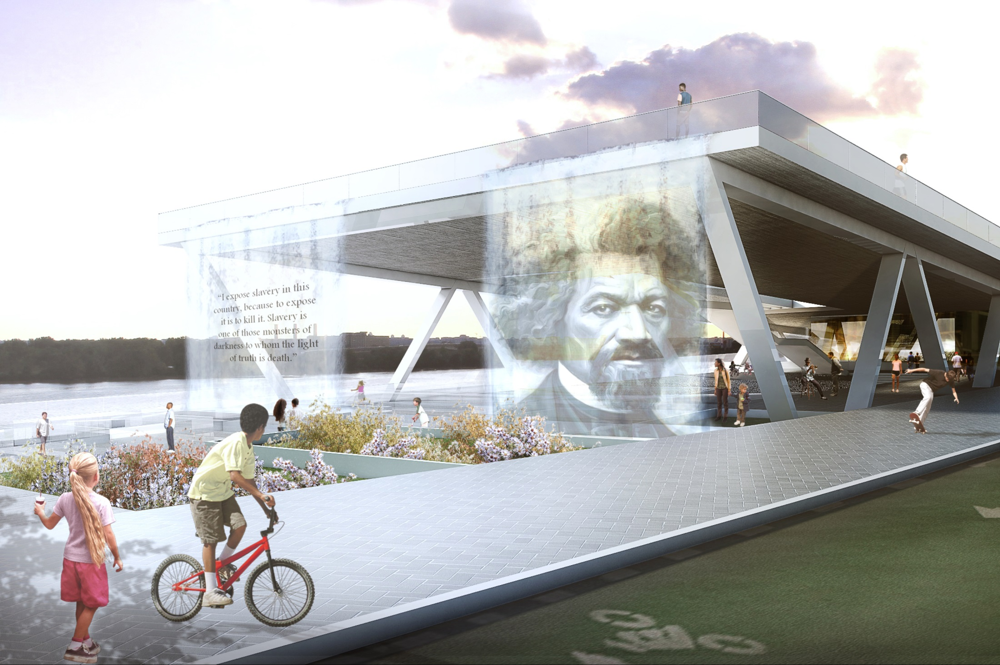 “I expose slavery in this
country, because to expose
it is to kill it. Slavery is
one of those monsters of
darkness to whom the light
of truth is death.”